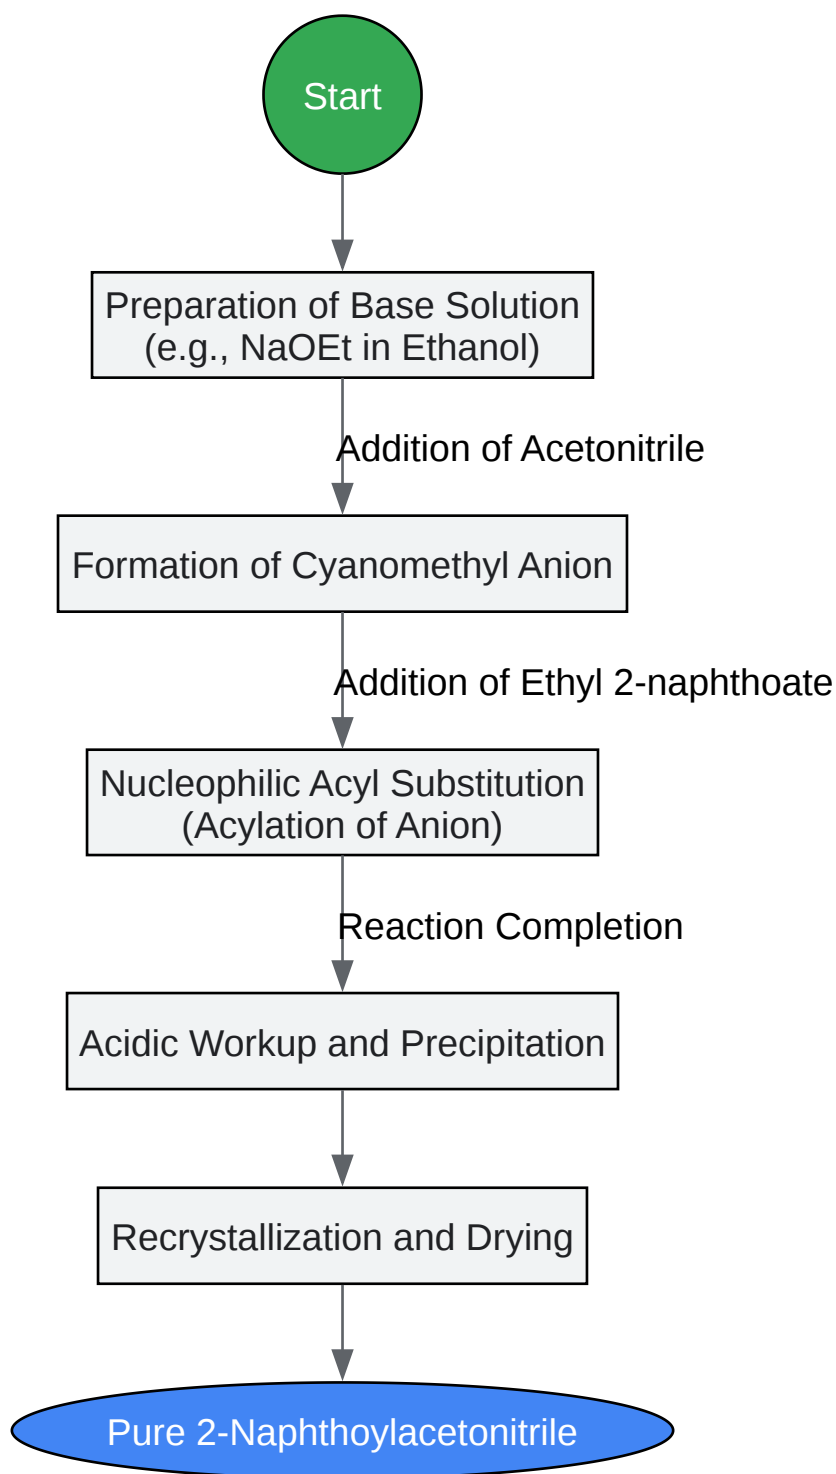 Start
Preparation of Base Solution
(e.g., NaOEt in Ethanol)
Addition of Acetonitrile
Formation of Cyanomethyl Anion
Addition of Ethyl 2-naphthoate
Nucleophilic Acyl Substitution
(Acylation of Anion)
Reaction Completion
Acidic Workup and Precipitation
Recrystallization and Drying
Pure 2-Naphthoylacetonitrile